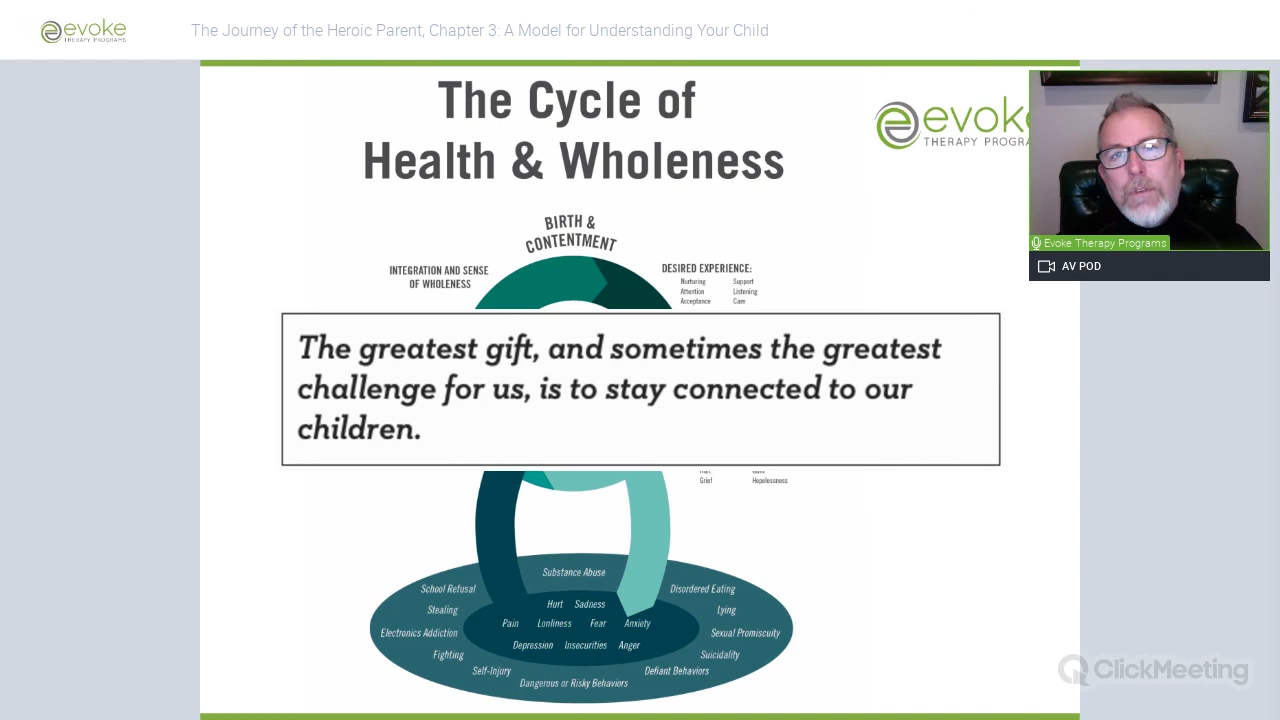 evoke
THERAPY PROGRAMS
The Journey of the Heroic Parent, Chapter 3: A Model for Understanding Your Child
The Cycle of
Health & Wholeness
evoke
THERAPY PROGRA
Evoke Therapy Programs
AV POD
BIRTH &
CONTENTMENT
INTEGRATION AND SENSE
OF WHOLENESS
DESIRED EXPERIENCE:
Nurturing Support
Attention Listening
Acceptance Care
The greatest gift, and sometimes the greatest
challenge for us, is to stay connected to our
children.
Grief Hopelessness
Substance Abuse
School Refusal Disordered Eating
Hurt Sadness
Stealing Lying
Pain Lonliness Fear Anxiety
Electronics Addiction Sexual Promiscuity
Depression Insecurities Anger
Fighting Suicidality
Self-Injury Defiant Behaviors
Dangerous or Risky Behaviors
ClickMeeting